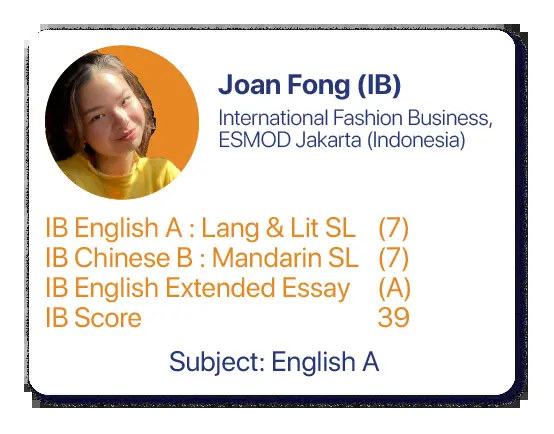 Joan Fong (IB)
International Fashion Business,
ESMOD Jakarta (Indonesia)
IB English A : Lang & Lit SL (7)
IB Chinese B : Mandarin SL (7)
IB English Extended Essay (A)
IB Score 39
Subject: English A